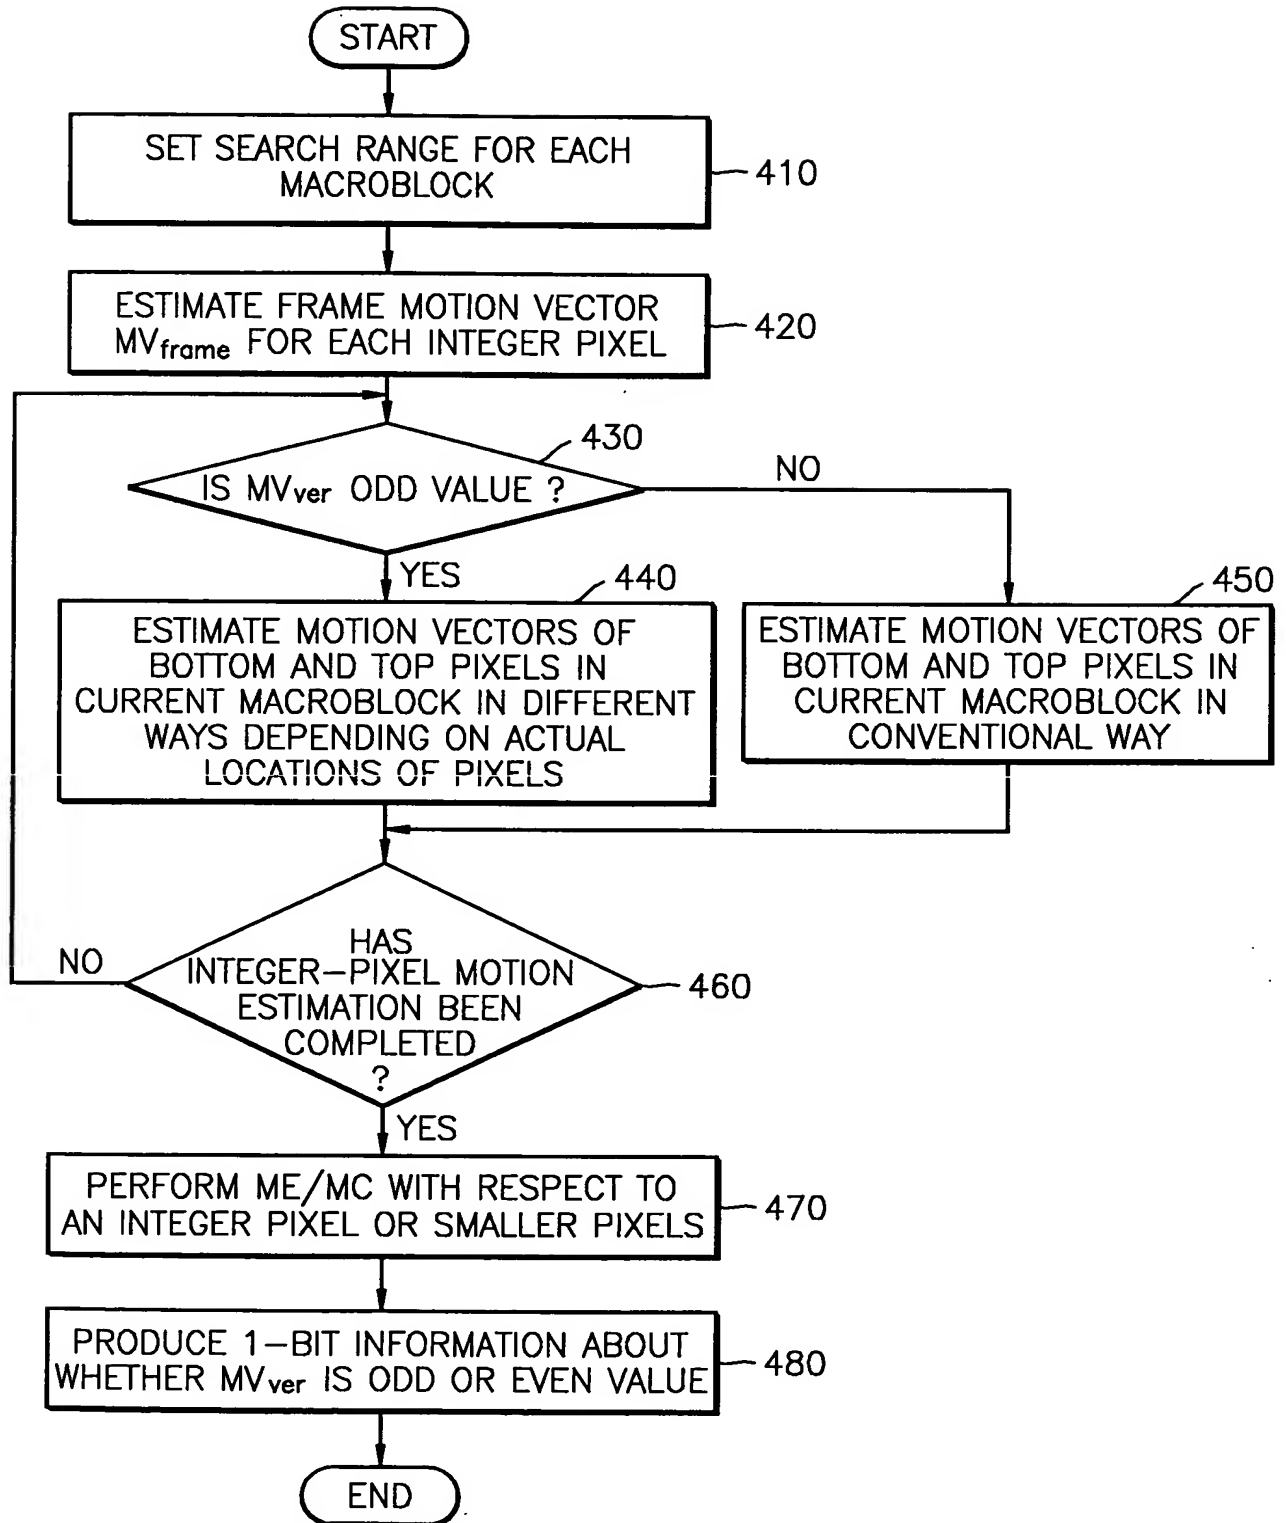 START
SET SEARCH RANGE FOR EACH
MACROBLOCK
410
ESTIMATE FRAME MOTION VECTOR
MVframe FOR EACH INTEGER PIXEL
420
430
IS MVver ODD VALUE ?
NO
YES
440
ESTIMATE MOTION VECTORS OF
BOTTOM AND TOP PIXELS IN
CURRENT MACROBLOCK IN DIFFERENT
WAYS DEPENDING ON ACTUAL
LOCATIONS OF PIXELS
450
ESTIMATE MOTION VECTORS OF
BOTTOM AND TOP PIXELS IN
CURRENT MACROBLOCK IN
CONVENTIONAL WAY
HAS
INTEGER-PIXEL MOTION
ESTIMATION BEEN
COMPLETED
?
460
NO
YES
PERFORM ME/MC WITH RESPECT TO
AN INTEGER PIXEL OR SMALLER PIXELS
470
PRODUCE 1-BIT INFORMATION ABOUT
WHETHER MVver IS ODD OR EVEN VALUE
480
END